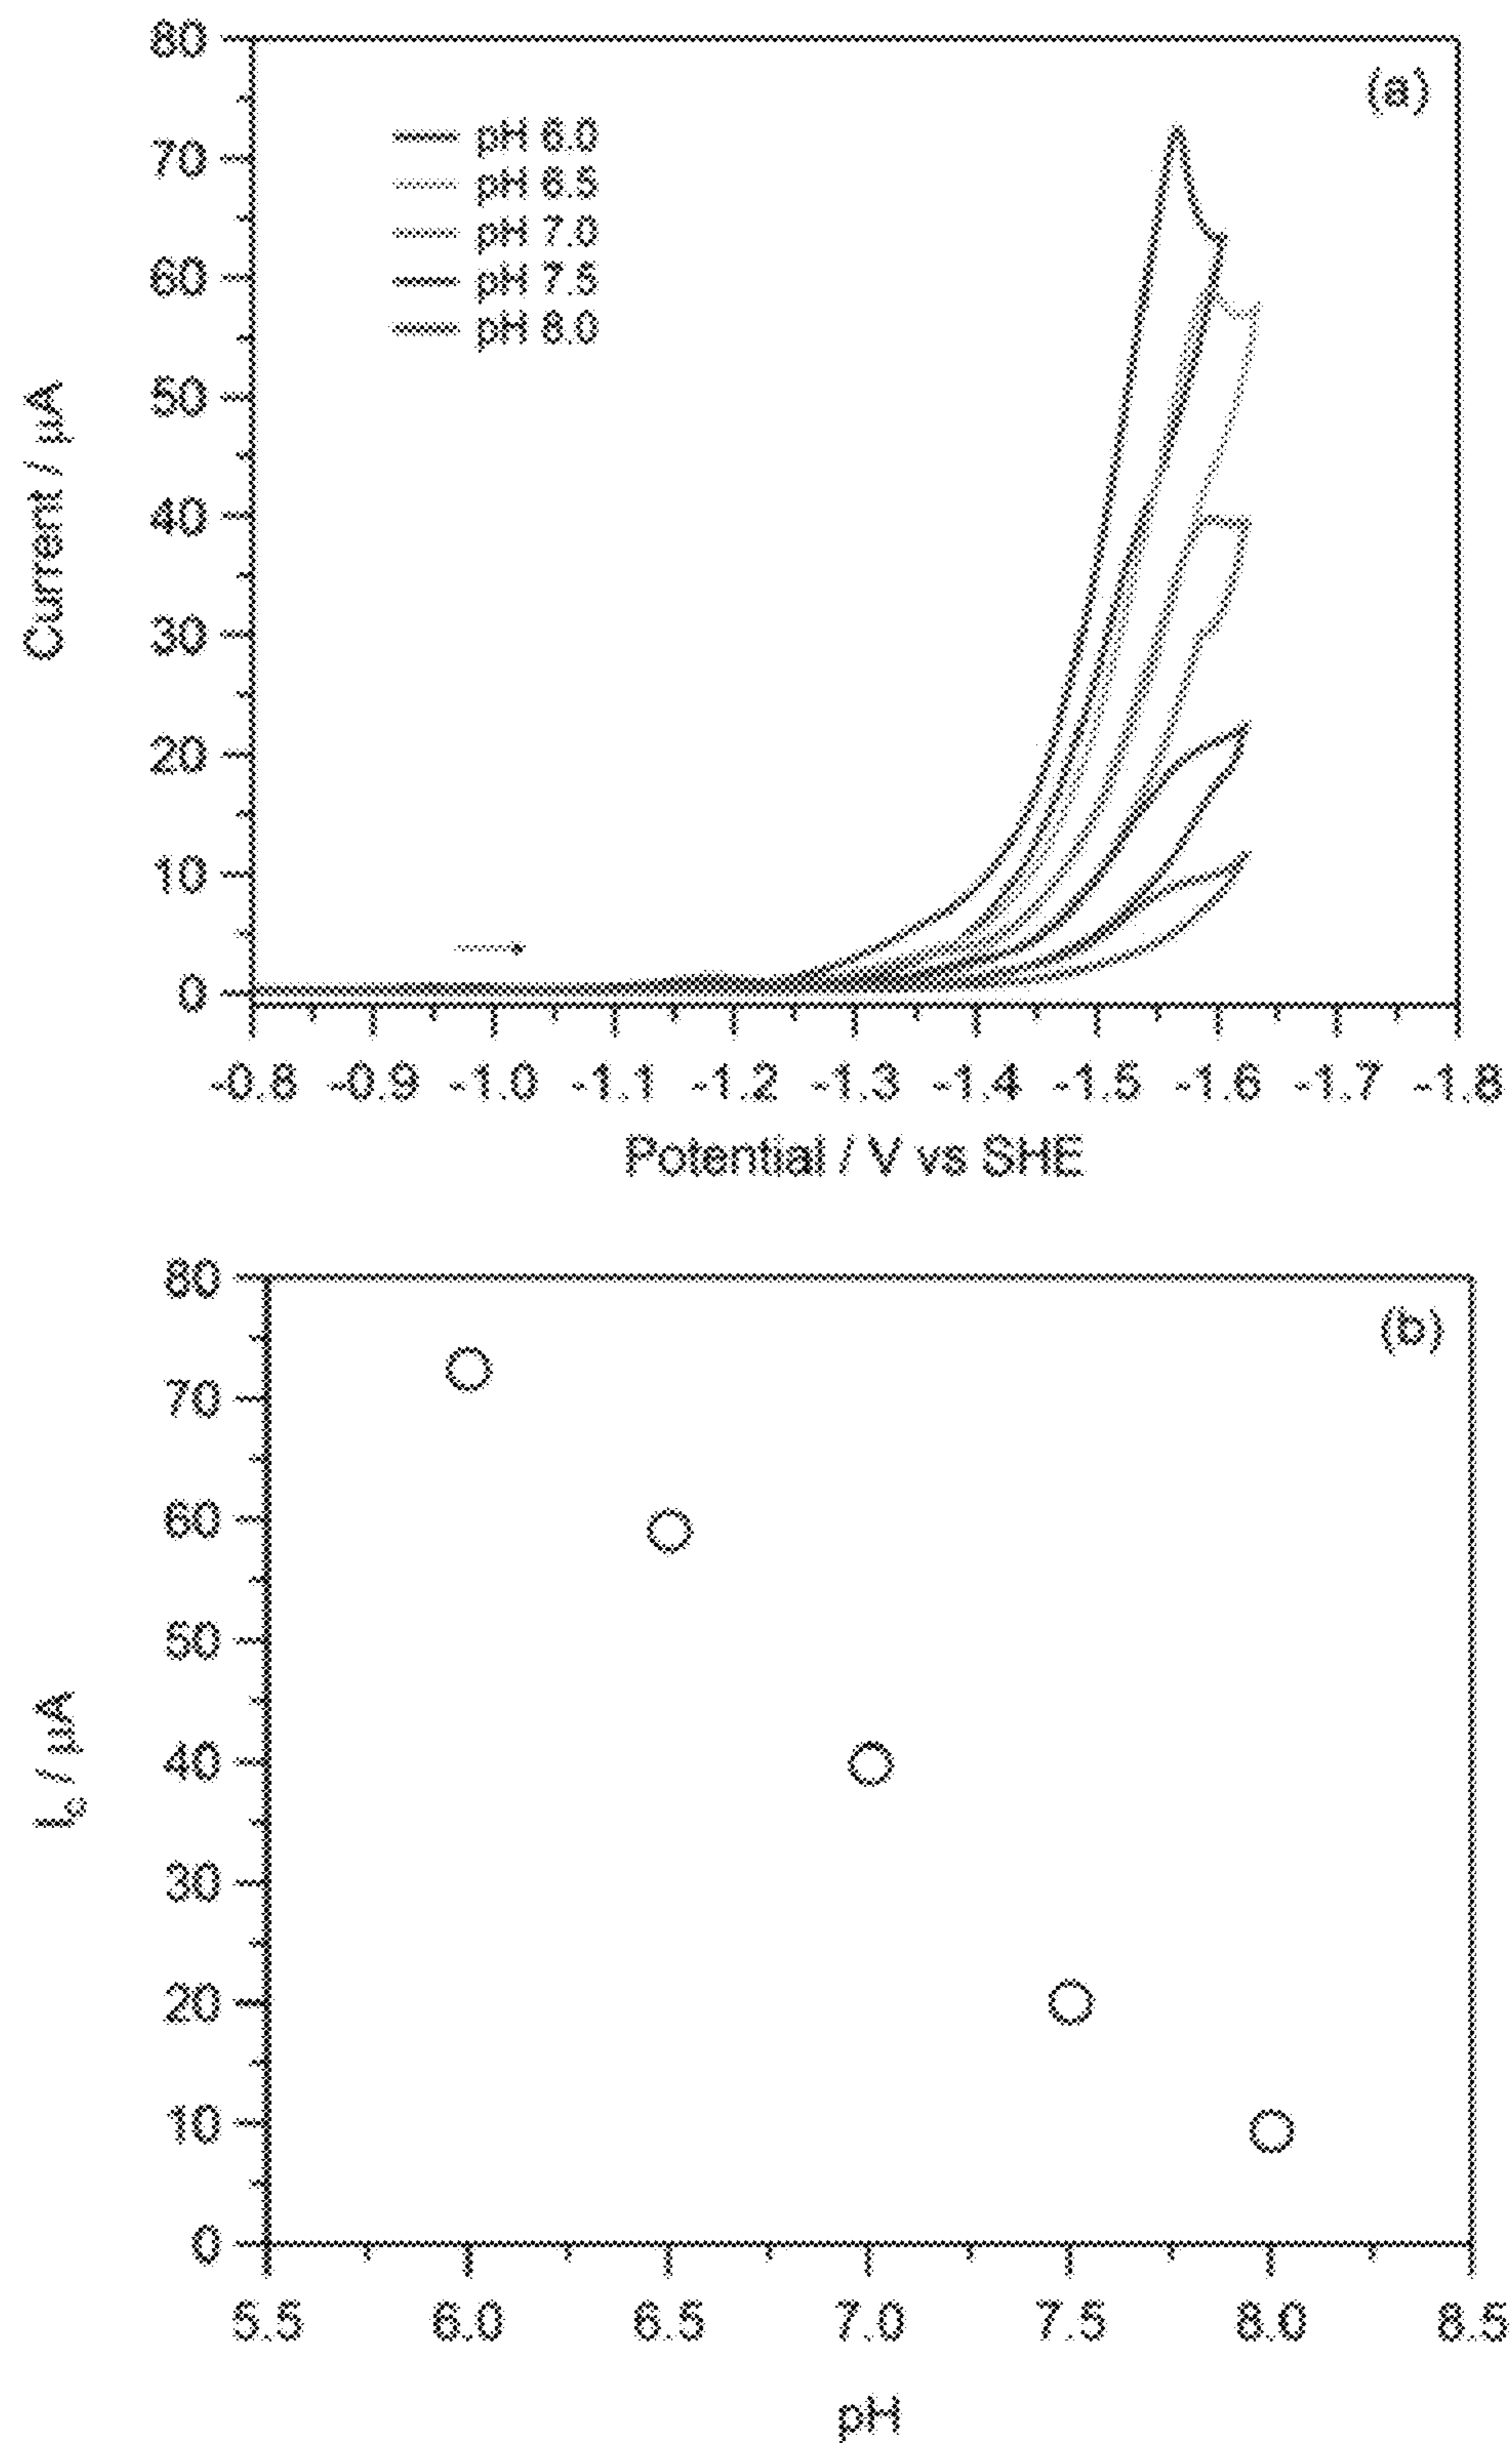 80
(a)
70
60
50
40
30
20
10
0
Current / µA
pH 6.0
pH 6.5
pH 7.0
pH 7.5
pH 8.0
-0.8 -0.9 -1.0 -1.1 -1.2 -1.3 -1.4 -1.5 -1.6 -1.7 -1.8
Potential / V vs SHE
80
(b)
70
60
50
40
30
20
10
0
/ µA
5.5 6.0 6.5 7.0 7.5 8.0 8.5
pH